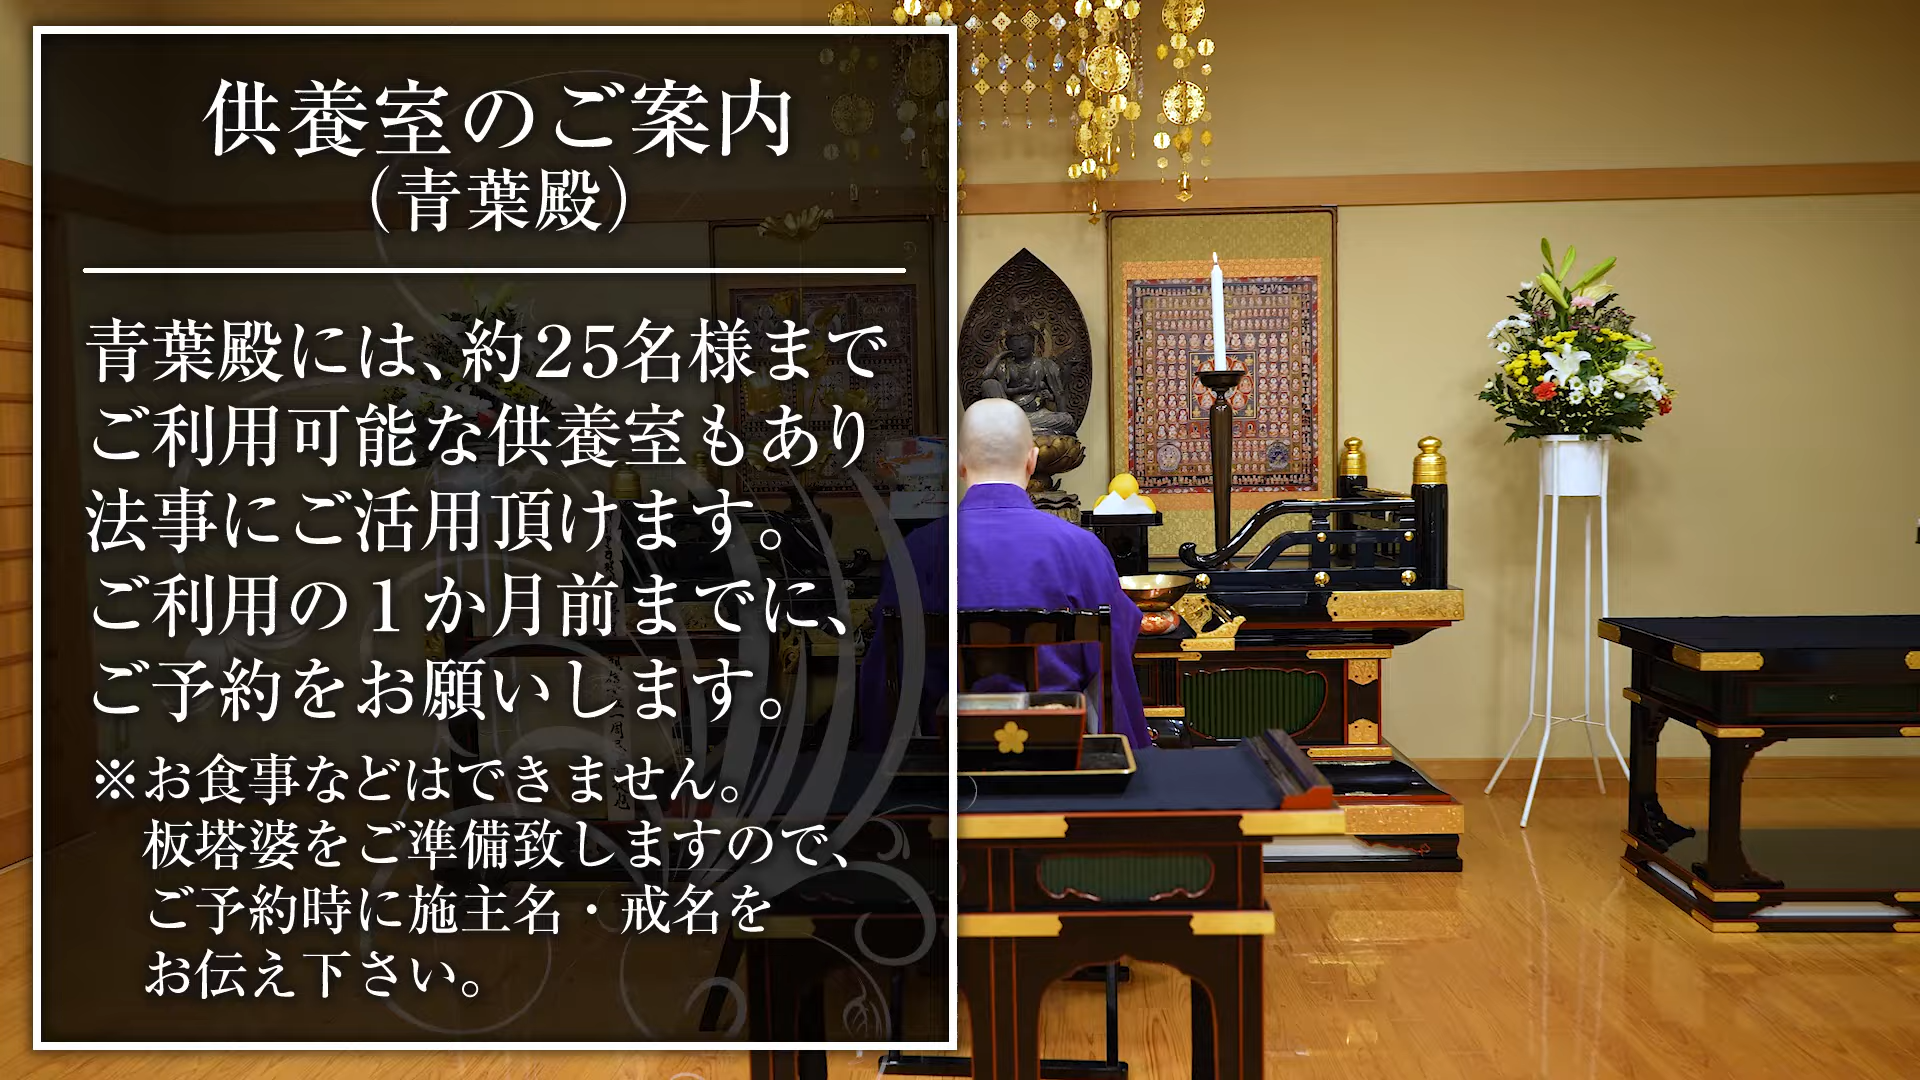 供養室のご案内
（青葉殿）
青葉殿には、約25名様まで
ご利用可能な供養室もあり
法事にご活用頂けます。
ご利用の１か月前までに、
ご予約をお願いします。
※お食事などはできません。
板塔婆をご準備致しますので、
ご予約時に施主名・戒名を
お伝え下さい。